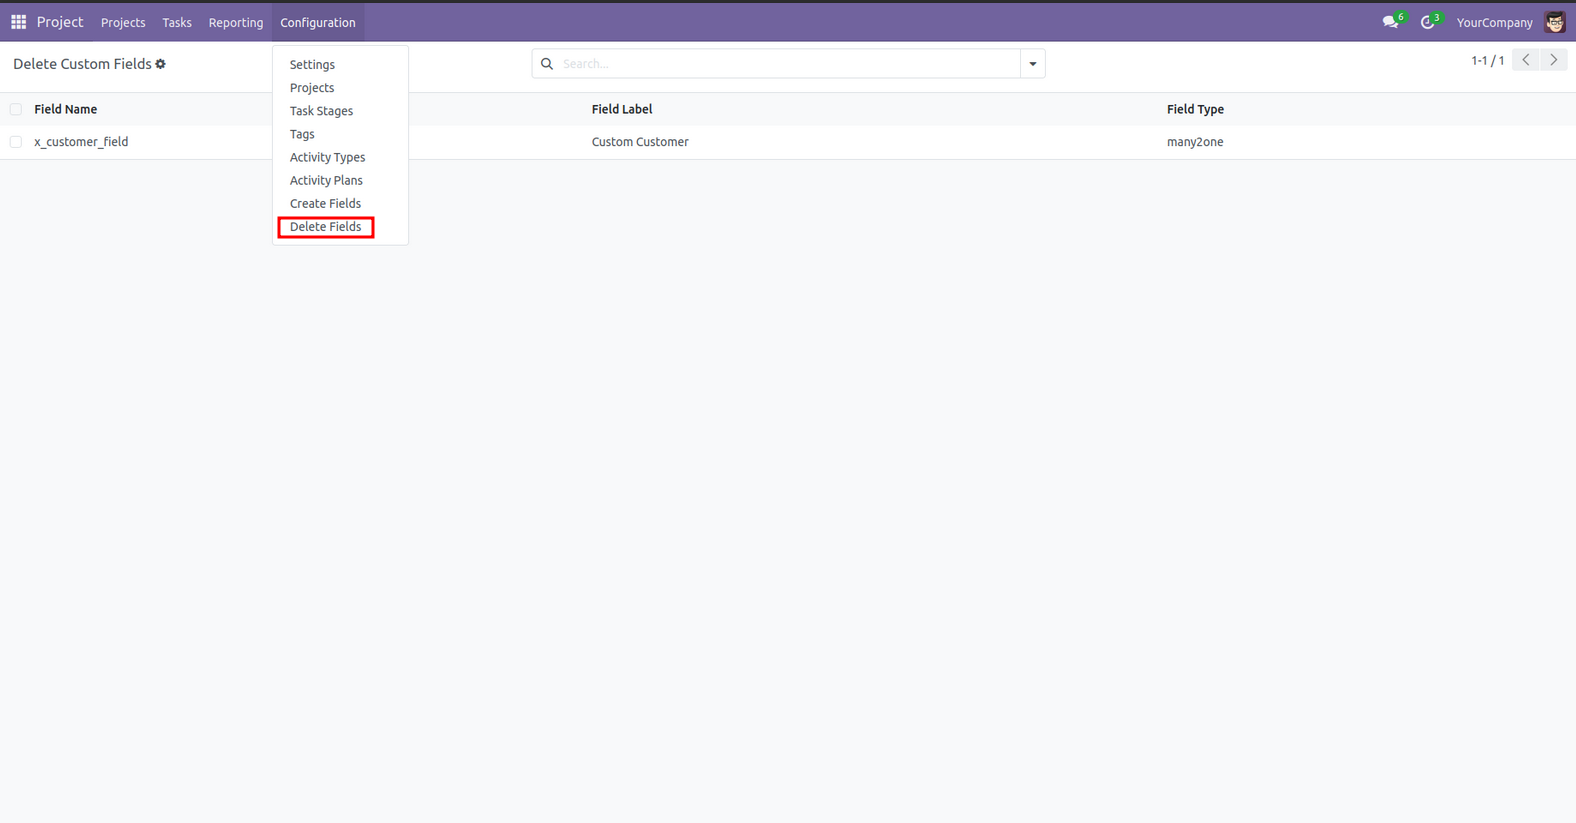 Project Projects Tasks Reporting Configuration 6 3 YourCompany
Delete Custom Fields Search... 1-1 / 1
Settings
Projects
Task Stages
Tags
Activity Types
Activity Plans
Create Fields
Delete Fields
Field Name Field Label Field Type
x_customer_field Custom Customer many2one